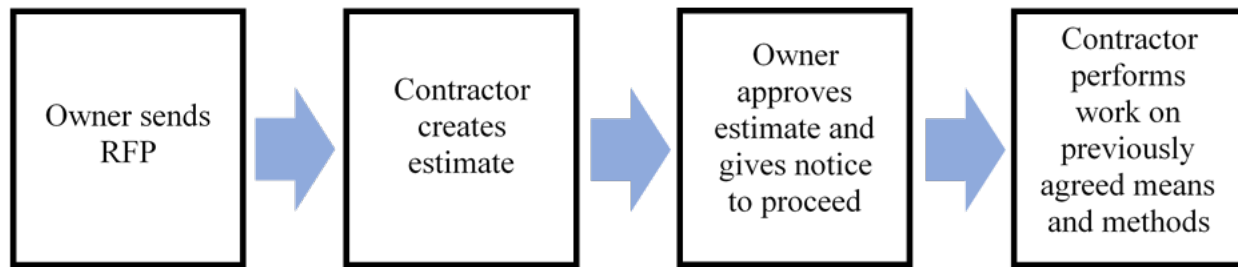 Owner sends
RFP
Contractor
creates
estimate
Owner
approves
estimate and
gives notice
to proceed
Contractor
performs
work on
previously
agreed means
and methods